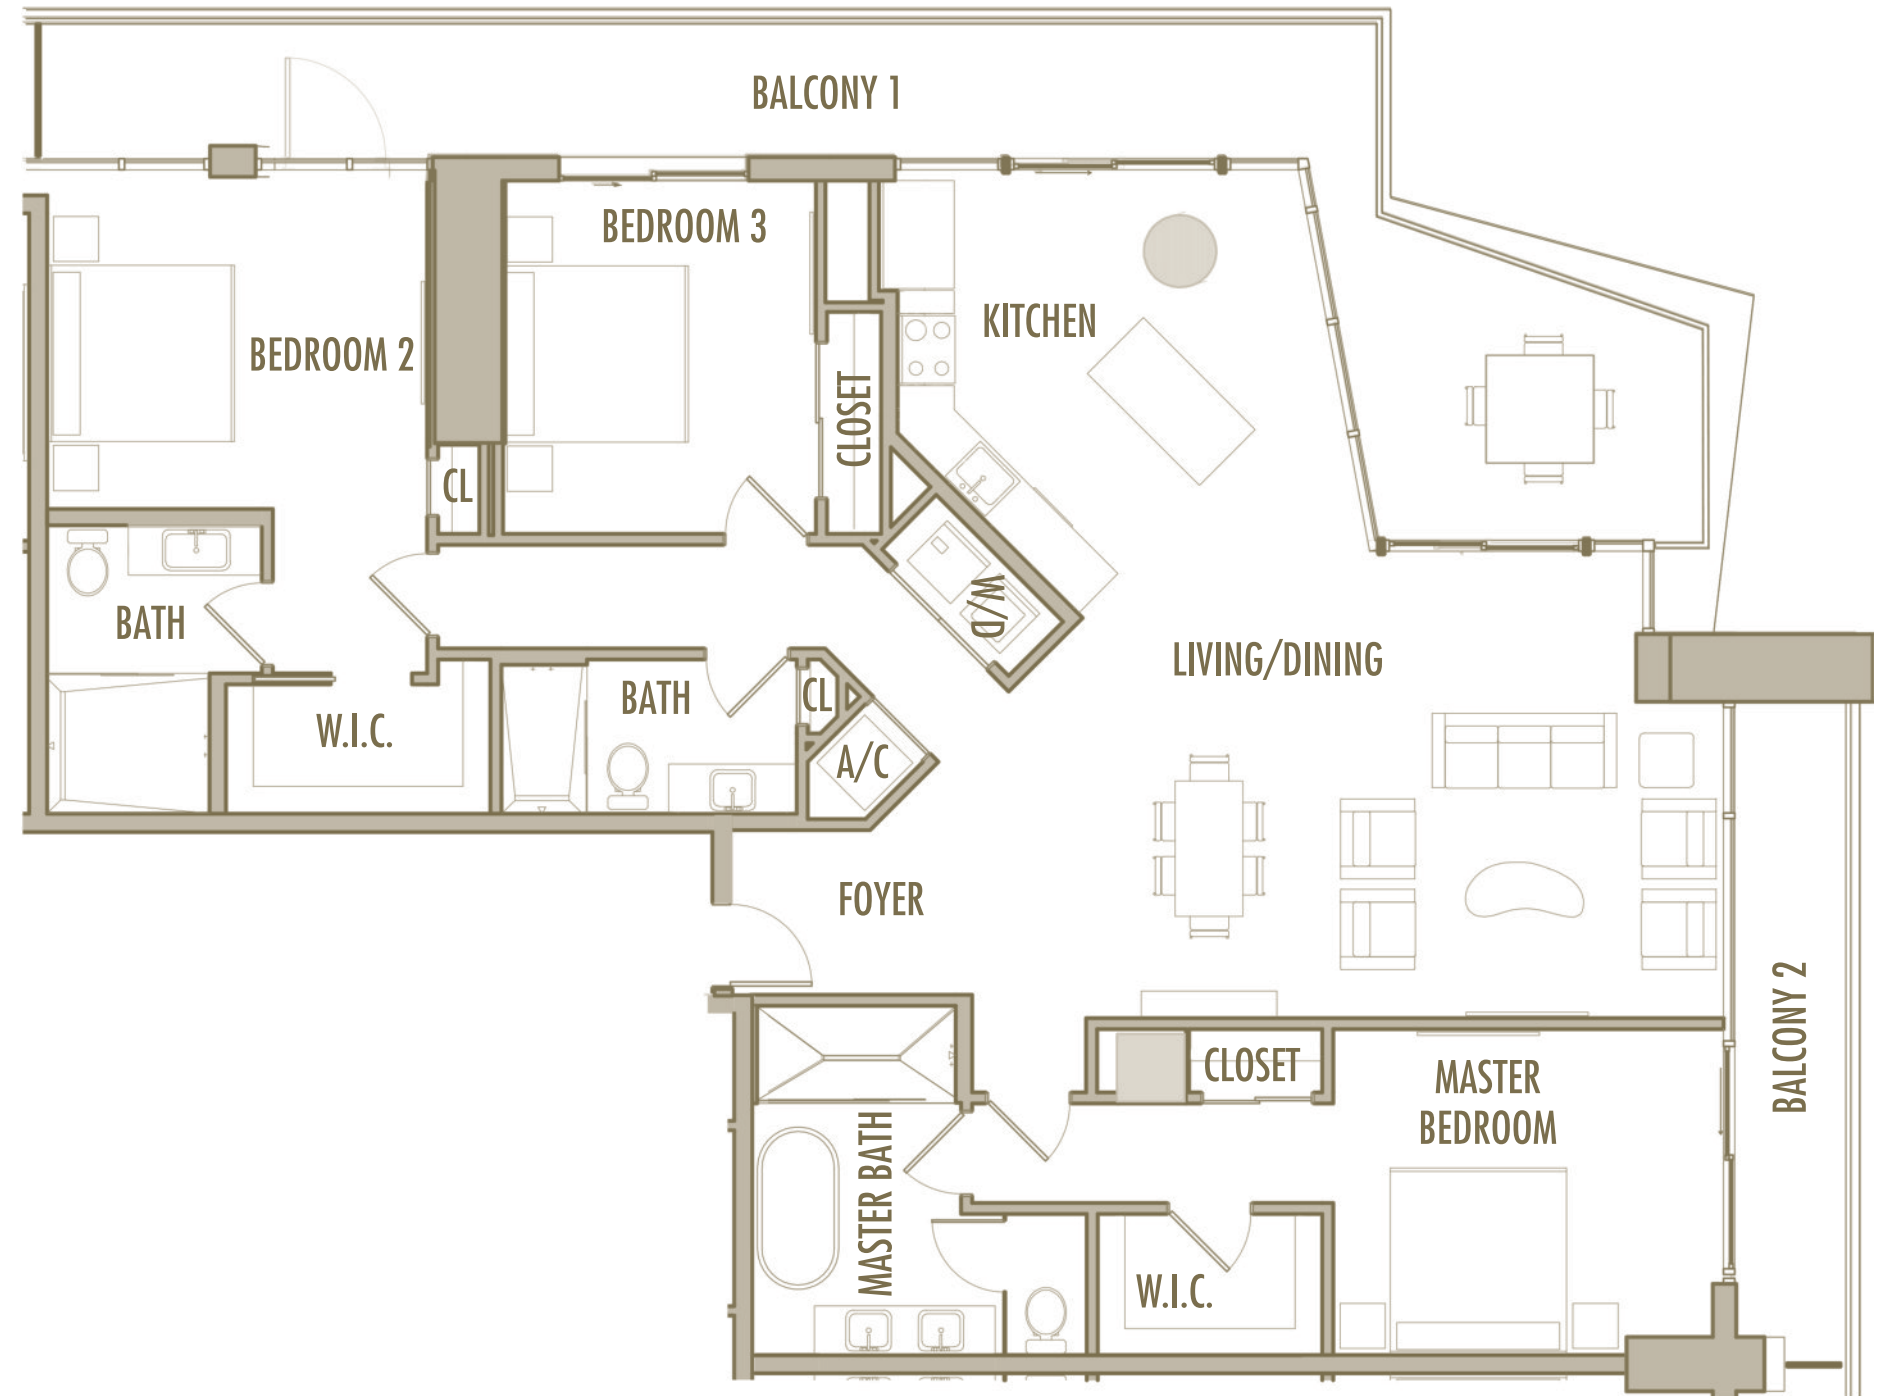 BALCONY 1
BEDROOM 3
BEDROOM 2
KITCHEN
CLOSET
CL
W/D
BATH
LIVING/DINING
BATH
CL
W.I.C.
A/C
FOYER
BALCONY 2
CLOSET
MASTER
BEDROOM
MASTER BATH
W.I.C.